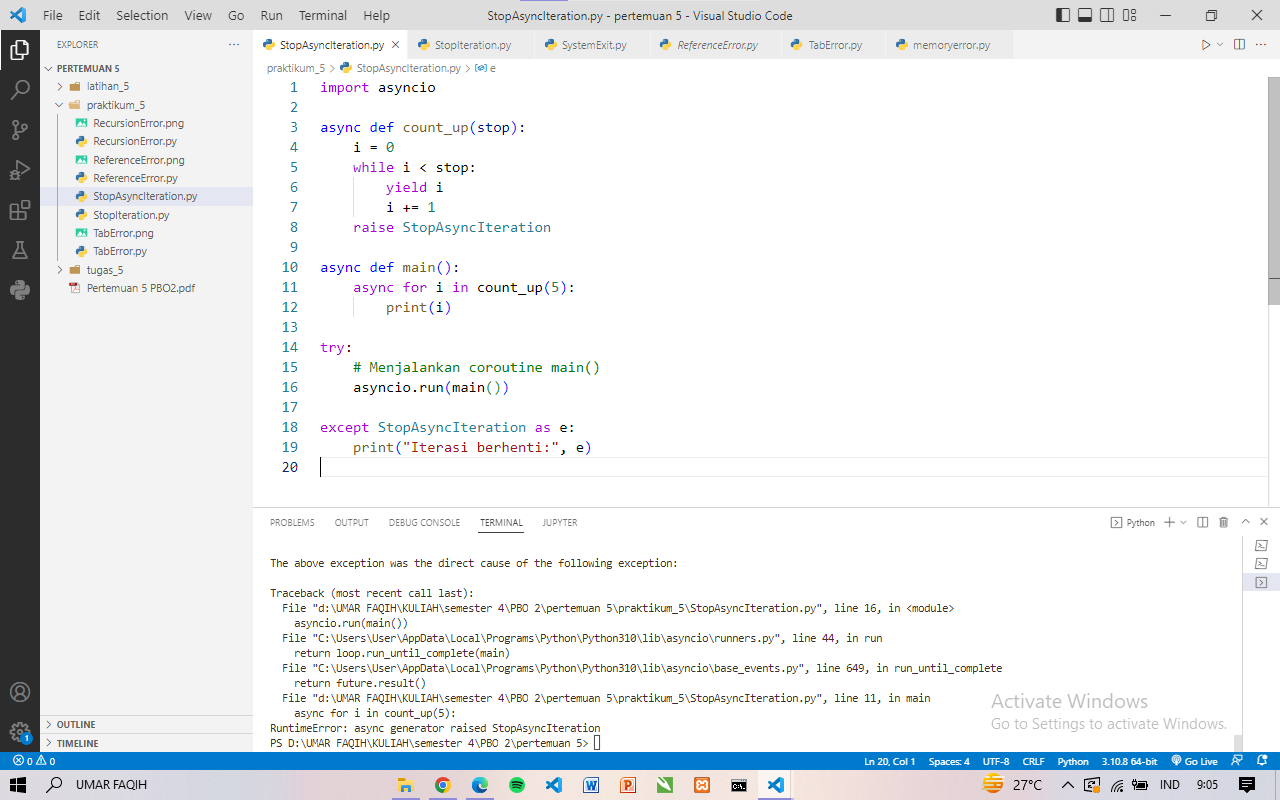 File Edit Selection View Go Run Terminal Help StopAsyncIteration.py - pertemuan 5 - Visual Studio Code
EXPLORER
PERTEMUAN 5
latihan_5
praktikum_5
RecursionError.png
RecursionError.py
ReferenceError.png
ReferenceError.py
StopAsyncIteration.py
StopIteration.py
TabError.png
TabError.py
tugas_5
Pertemuan 5 PBO2.pdf
OUTLINE
TIMELINE
StopAsyncIteration.py StopIteration.py SystemExit.py ReferenceError.py TabError.py memoryerror.py
praktikum_5 > StopAsyncIteration.py > e
1 import asyncio
2
3 async def count_up(stop):
4 i = 0
5 while i < stop:
6 yield i
7 i += 1
8 raise StopAsyncIteration
9
10 async def main():
11 async for i in count_up(5):
12 print(i)
13
14 try:
15 # Menjalankan coroutine main()
16 asyncio.run(main())
17
18 except StopAsyncIteration as e:
19 print("Iterasi berhenti:", e)
20
PROBLEMS OUTPUT DEBUG CONSOLE TERMINAL JUPYTER Python
The above exception was the direct cause of the following exception:
Traceback (most recent call last):
File "d:\UMAR FAQIH\KULIAH\semester 4\PBO 2\pertemuan 5\praktikum_5\StopAsyncIteration.py", line 16, in <module>
asyncio.run(main())
File "C:\Users\User\AppData\Local\Programs\Python\Python310\lib\asyncio\runners.py", line 44, in run
return loop.run_until_complete(main)
File "C:\Users\User\AppData\Local\Programs\Python\Python310\lib\asyncio\base_events.py", line 649, in run_until_complete
return future.result()
File "d:\UMAR FAQIH\KULIAH\semester 4\PBO 2\pertemuan 5\praktikum_5\StopAsyncIteration.py", line 11, in main
async for i in count_up(5):
RuntimeError: async generator raised StopAsyncIteration
PS D:\UMAR FAQIH\KULIAH\semester 4\PBO 2\pertemuan 5>
Activate Windows
Go to Settings to activate Windows.
1
0 0 Ln 20, Col 1 Spaces: 4 UTF-8 CRLF Python 3.10.8 64-bit Go Live
UMAR FAQIH 27°C IND 9:05